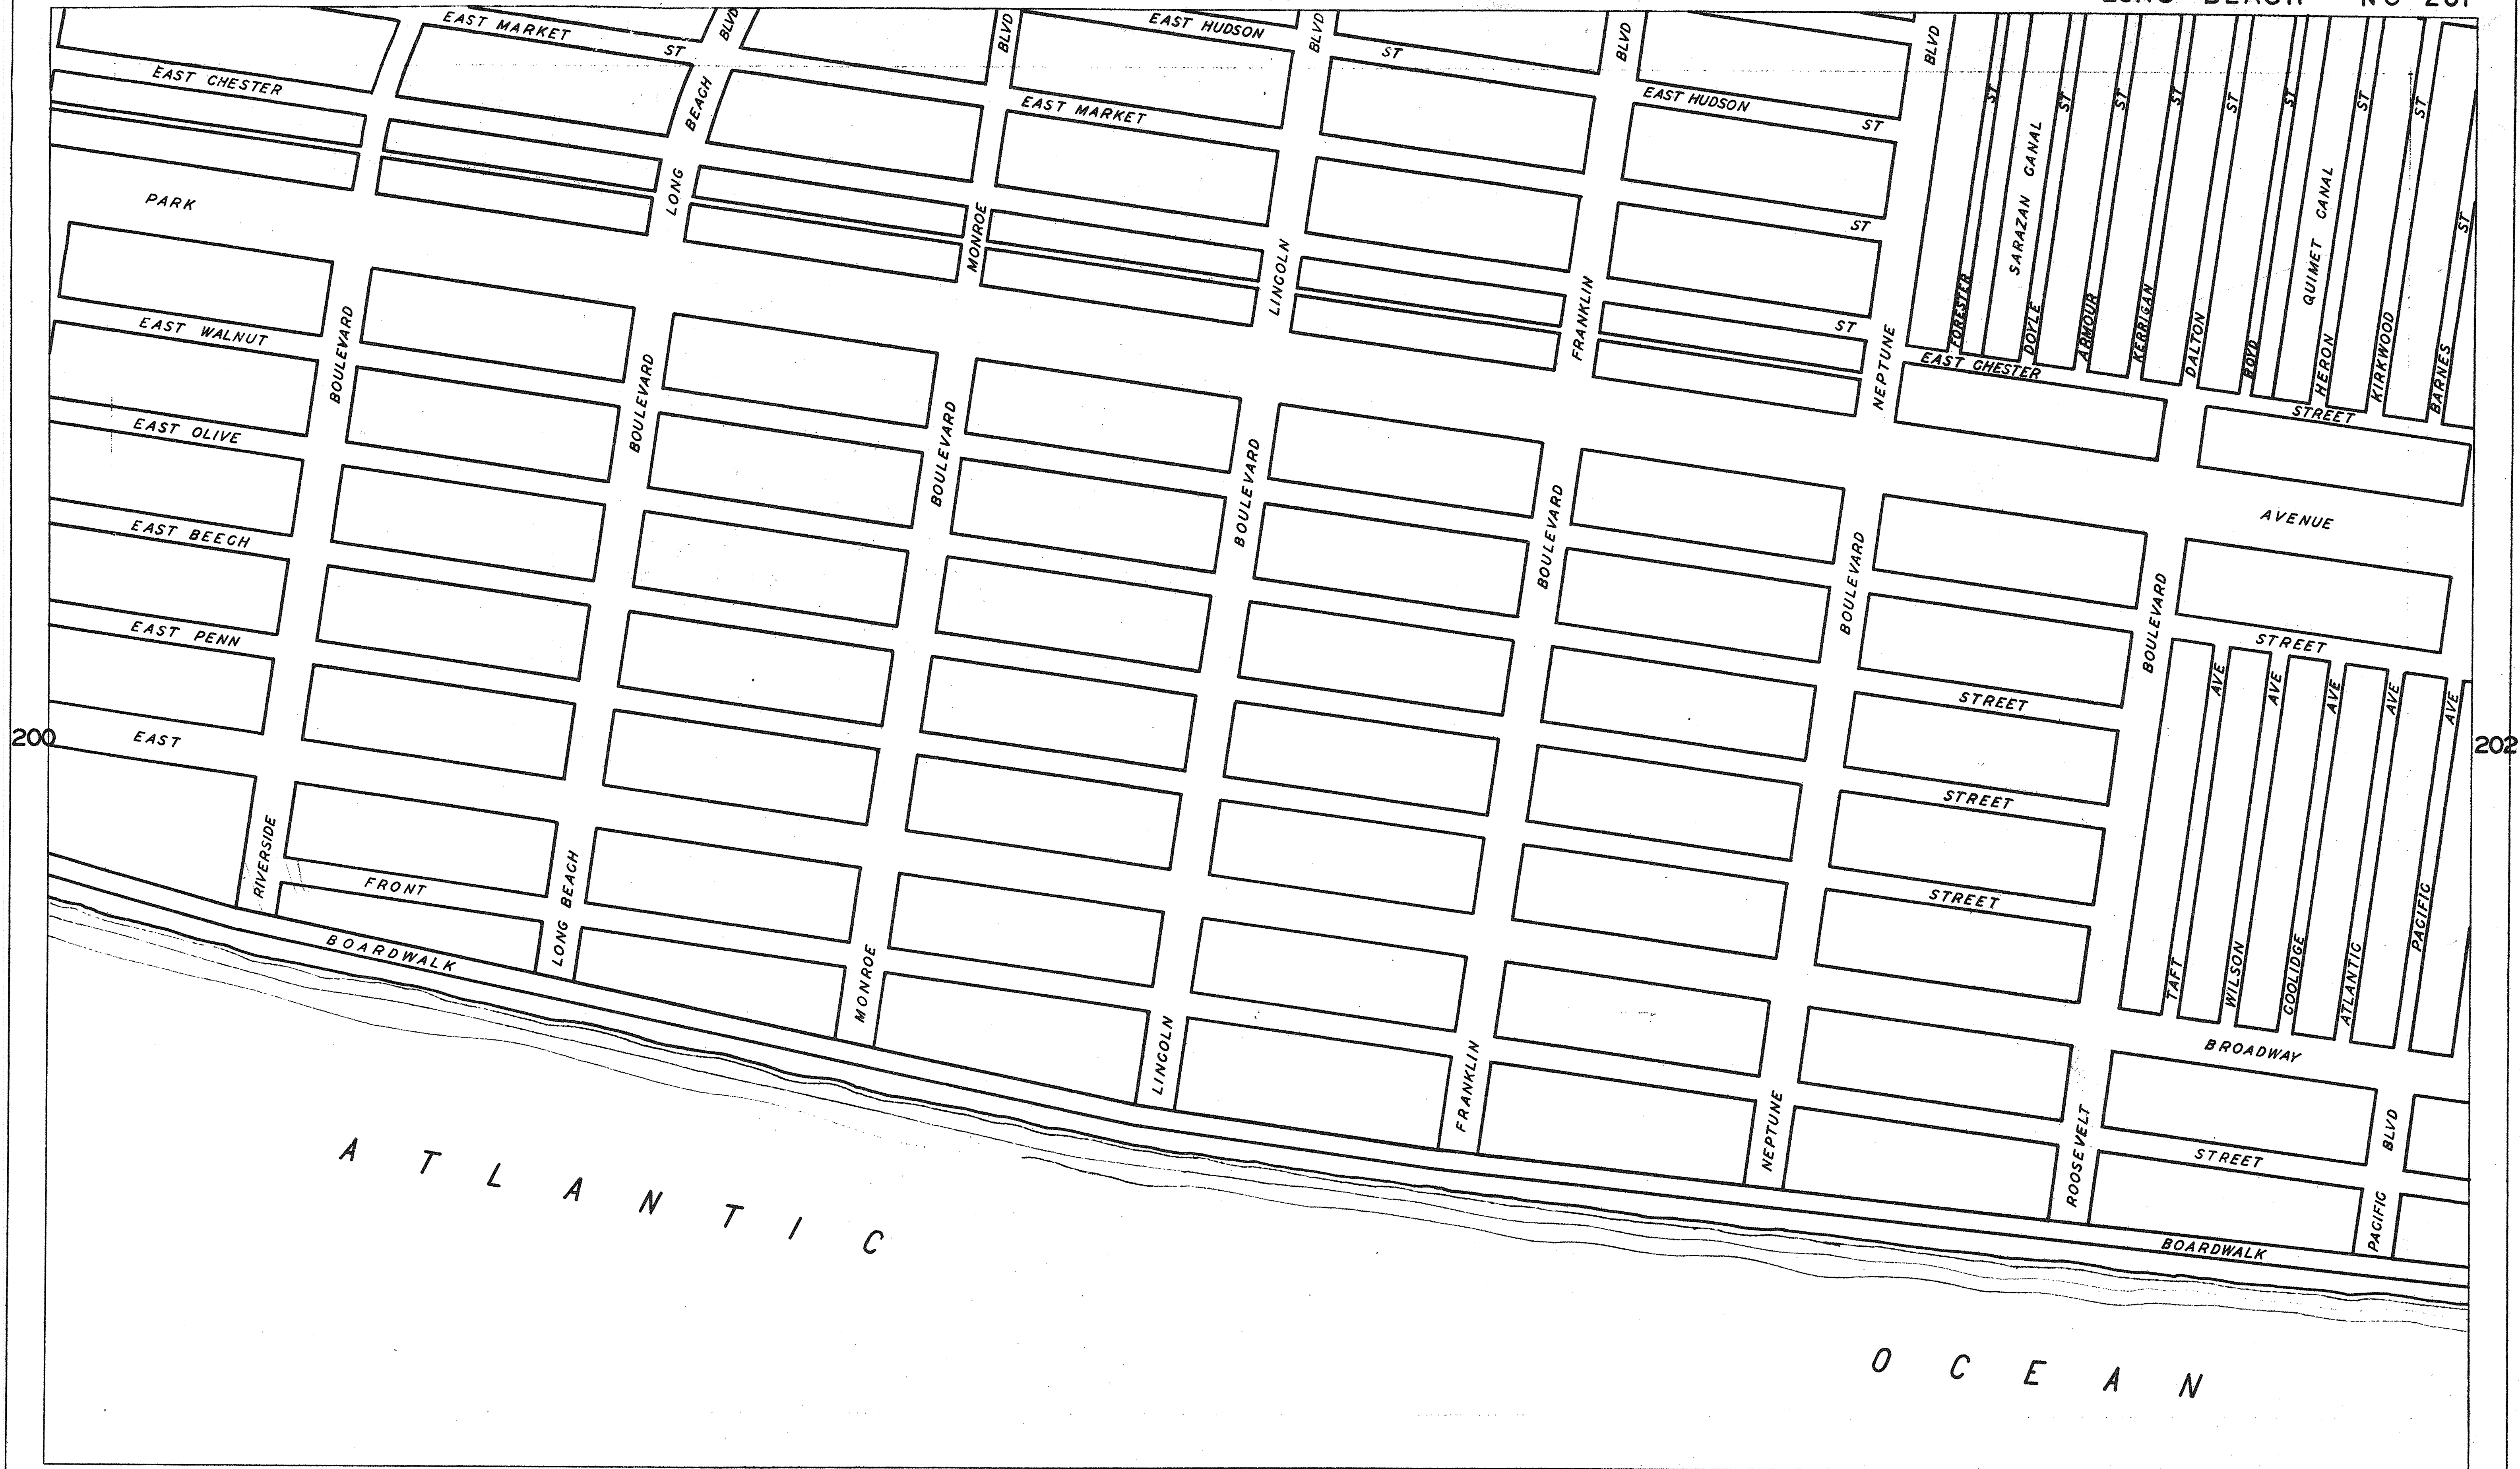 LONG BEACH NO 201
EAST MARKET ST
BLVD
BLVD
EAST HUDSON ST
BLVD
BLVD
BLVD
EAST CHESTER
EAST MARKET
EAST HUDSON ST
BEACH
LONG
ST
ST
ST
ST
ST
ST
ST
ST
ST
ST
ST
SARAZAN CANAL
QUIMET CANAL
PARK
MONROE
LINCOLN
FRANKLIN
NEPTUNE
FORESTER
DOYLE
ARMOUR
KERRIGAN
DALTON
BOYD
HERON
KIRKWOOD
BARNES
EAST CHESTER STREET
EAST WALNUT
BOULEVARD
BOULEVARD
BOULEVARD
BOULEVARD
BOULEVARD
BOULEVARD
BOULEVARD
AVENUE
EAST OLIVE
EAST BEECH
EAST PENN
STREET
STREET
STREET
STREET
AVE
AVE
AVE
AVE
AVE
200
202
EAST
BROADWAY
RIVERSIDE
LONG BEACH
MONROE
LINCOLN
FRANKLIN
NEPTUNE
ROOSEVELT
TAFT
WILSON
COOLIDGE
ATLANTIC
PACIFIC
BLVD
PACIFIC
FRONT
STREET
BOARDWALK
BOARDWALK
ATLANTIC
OCEAN